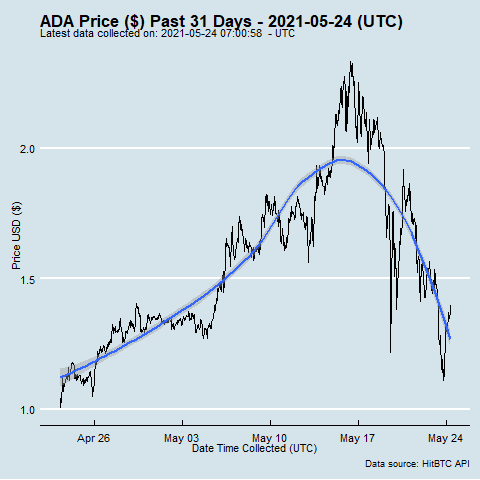 ADA Price ($) Past 31 Days - 2021-05-24 (UTC)
Latest data collected on: 2021-05-24 07:00:58 - UTC
Price USD ($)
2.0
1.5
1.0
Apr 26 May 03 May 10 May 17 May 24
Date Time Collected (UTC)
Data source: HitBTC API